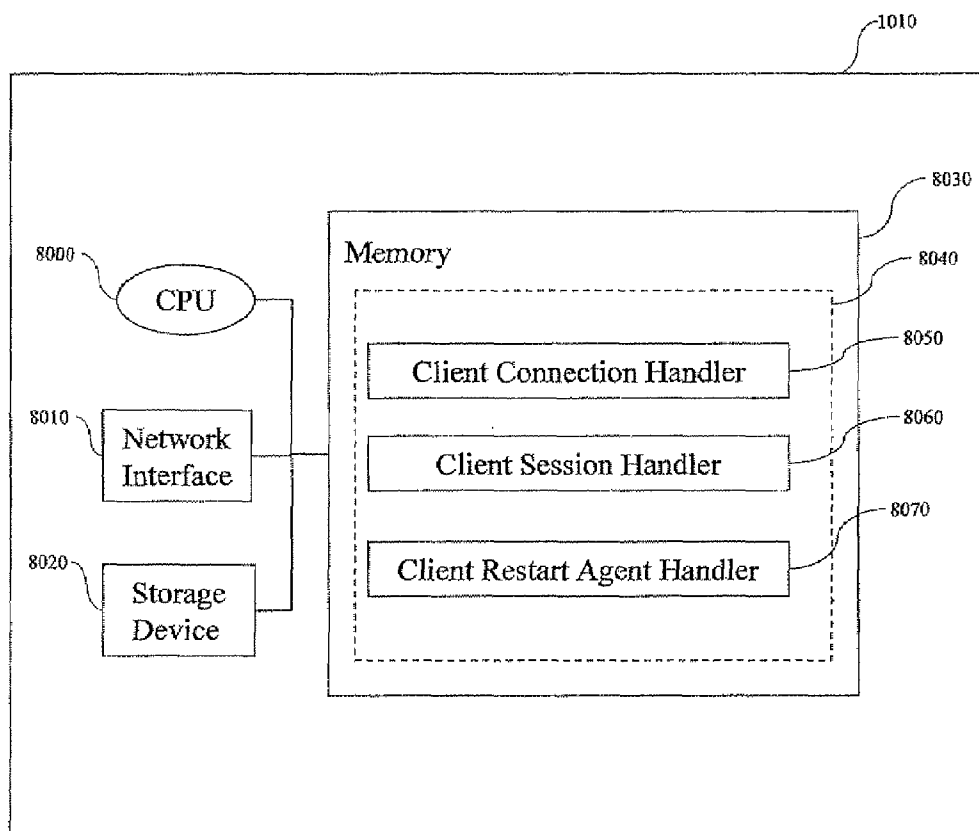 1010
8030
Memory
8040
8000
CPU
8050
Client Connection Handler
8010
Network
Interface
8060
Client Session Handler
8070
8020
Storage
Device
Client Restart Agent Handler